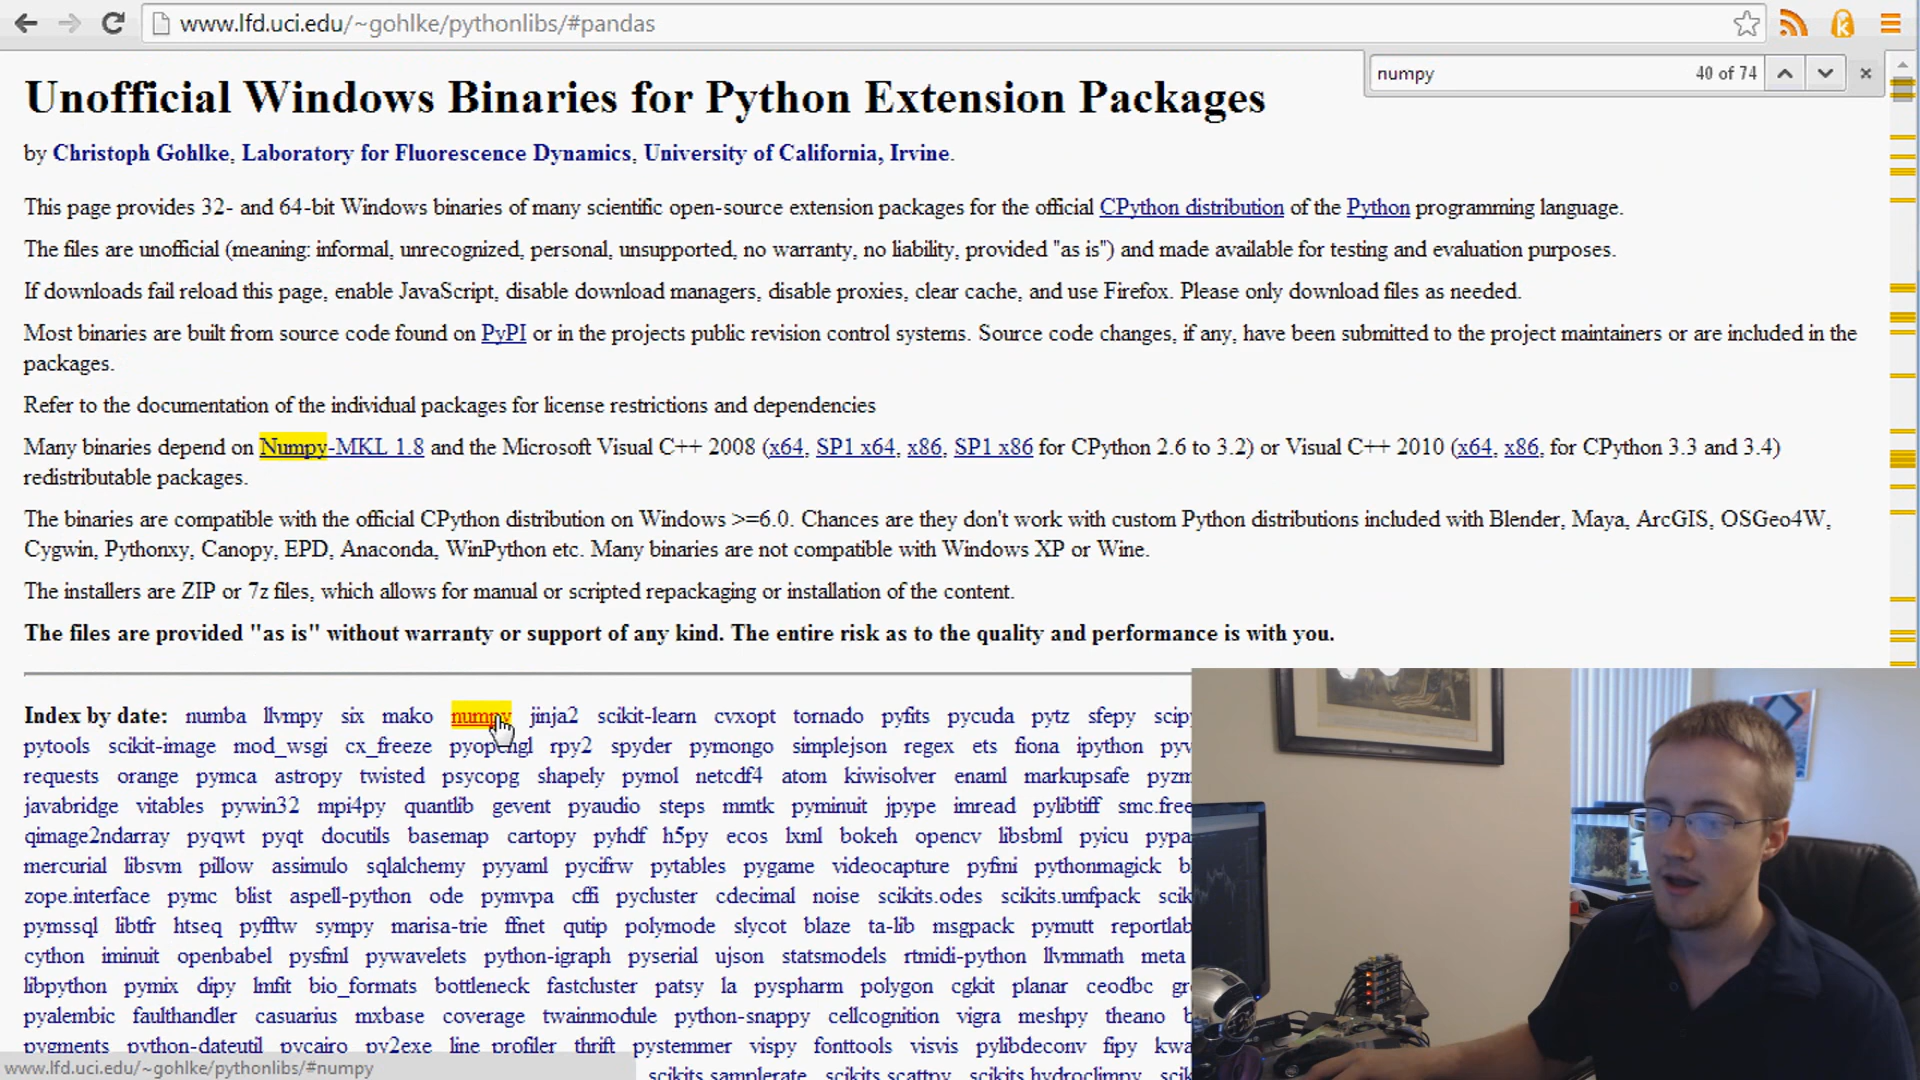 www.lfd.uci.edu/~gohlke/pythonlibs/#pandas
numpy 40 of 74
Unofficial Windows Binaries for Python Extension Packages
by Christoph Gohlke, Laboratory for Fluorescence Dynamics, University of California, Irvine.
This page provides 32- and 64-bit Windows binaries of many scientific open-source extension packages for the official CPython distribution of the Python programming language.
The files are unofficial (meaning: informal, unrecognized, personal, unsupported, no warranty, no liability, provided "as is") and made available for testing and evaluation purposes.
If downloads fail reload this page, enable JavaScript, disable download managers, disable proxies, clear cache, and use Firefox. Please only download files as needed.
Most binaries are built from source code found on PyPI or in the projects public revision control systems. Source code changes, if any, have been submitted to the project maintainers or are included in the
packages.
Refer to the documentation of the individual packages for license restrictions and dependencies
Many binaries depend on Numpy-MKL 1.8 and the Microsoft Visual C++ 2008 (x64, SP1 x64, x86, SP1 x86 for CPython 2.6 to 3.2) or Visual C++ 2010 (x64, x86, for CPython 3.3 and 3.4)
redistributable packages.
The binaries are compatible with the official CPython distribution on Windows >=6.0. Chances are they don't work with custom Python distributions included with Blender, Maya, ArcGIS, OSGeo4W,
Cygwin, Pythonxy, Canopy, EPD, Anaconda, WinPython etc. Many binaries are not compatible with Windows XP or Wine.
The installers are ZIP or 7z files, which allows for manual or scripted repackaging or installation of the content.
The files are provided "as is" without warranty or support of any kind. The entire risk as to the quality and performance is with you.
Index by date: numba llvmpy six mako numpy jinja2 scikit-learn cvxopt tornado pyfits pycuda pytz sfepy
pytools scikit-image mod_wsgi cx_freeze pyopengl rpy2 spyder pymongo simplejson regex ets fiona ipython
requests orange pymca astropy twisted psycopg shapely pymol netcdf4 atom kiwisolver enaml markupsafe
javabridge vitables pywin32 mpi4py quantlib gevent pyaudio steps mmtk pyminuit jpype imread pylibtiff smc.free
qimage2ndarray pyqwt pyqt docutils basemap cartopy pyhdf h5py ecos lxml bokeh opencv libsbml pyicu
mercurial libsvm pillow assimulo sqlalchemy pyyaml pycifrw pytables pygame videocapture pyfmi pythonmagick
zope.interface pymc blist aspell-python ode pymvpa cffi pycluster cdecimal noise scikits.odes scikits.umfpack
pymssql libtfr htseq pyfftw sympy marisa-trie ffnet qutip polymode slycot blaze ta-lib msgpack pymutt reportlab
cython iminuit openbabel pysfml pywavelets python-igraph pyserial ujson statsmodels rtmidi-python llvmmath meta
libpython pymix dipy lmfit bio_formats bottleneck fastcluster patsy la pyspharm polygon cgkit planar ceodbc
pyalembic faulthandler casuarius mxbase coverage twainmodule python-snappy cellcognition vigra meshpy theano
pygments python-dateutil pycairo py2exe line_profiler thrift pystemmer vispy fonttools visvis pylibdeconv fipy
www.lfd.uci.edu/~gohlke/pythonlibs/#numpy
scikits.samplerate scikits.scattpy scikits.hydroclimpy